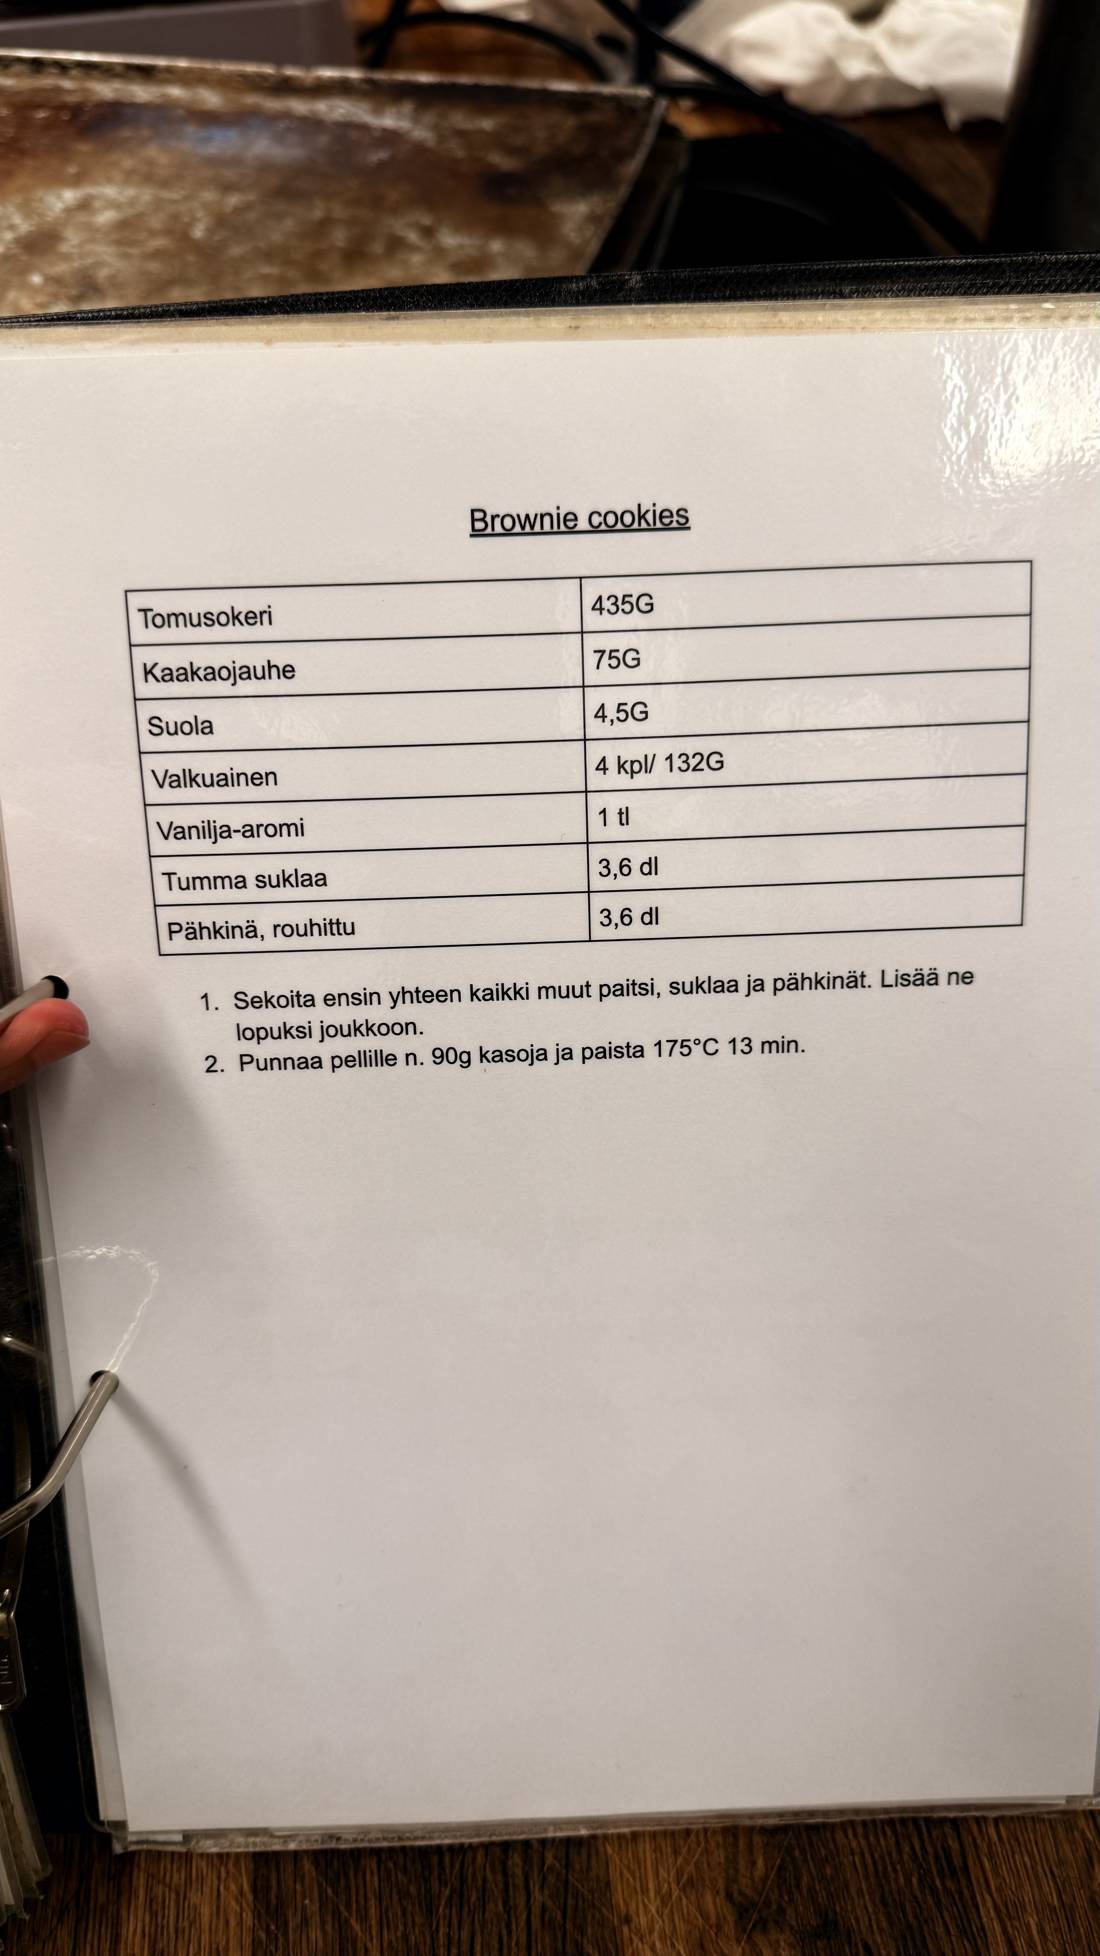 Brownie cookies
Tomusokeri 435G
Kaakaojauhe 75G
Suola 4,5G
Valkuainen 4 kpl/ 132G
Vanilja-aromi 1 tl
Tumma suklaa 3,6 dl
Pähkinä, rouhittu 3,6 dl
1. Sekoita ensin yhteen kaikki muut paitsi, suklaa ja pähkinät. Lisää ne
lopuksi joukkoon.
2. Punnaa pellille n. 90g kasoja ja paista 175°C 13 min.